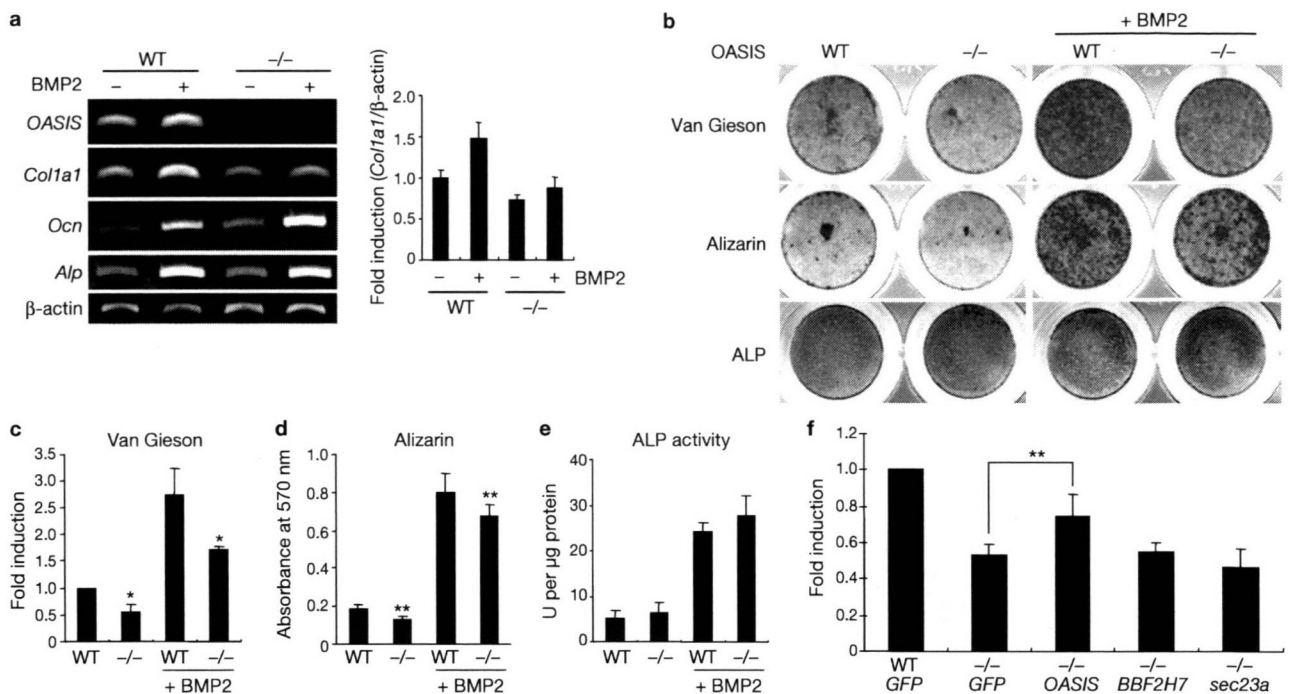 a
WT −/−
BMP2 − + − +
OASIS
Col1a1
Ocn
Alp
β-actin
Fold induction (Col1a1/β-actin)
2.0
1.5
1.0
0.5
0.0
− + − + BMP2
WT −/−
b
+ BMP2
OASIS WT −/− WT −/−
Van Gieson
Alizarin
ALP
c
Van Gieson
Fold induction
3.5
3.0
2.5
2.0
1.5
1.0
0.5
0
*
*
WT −/− WT −/−
+ BMP2
d
Alizarin
Absorbance at 570 nm
1.0
0.8
0.6
0.4
0.2
0
**
**
WT −/− WT −/−
+ BMP2
e
ALP activity
U per µg protein
40
30
20
10
0
WT −/− WT −/−
+ BMP2
f
Fold induction
1.2
1.0
0.8
0.6
0.4
0.2
0
**
WT −/− −/− −/− −/−
GFP GFP OASIS BBF2H7 sec23a